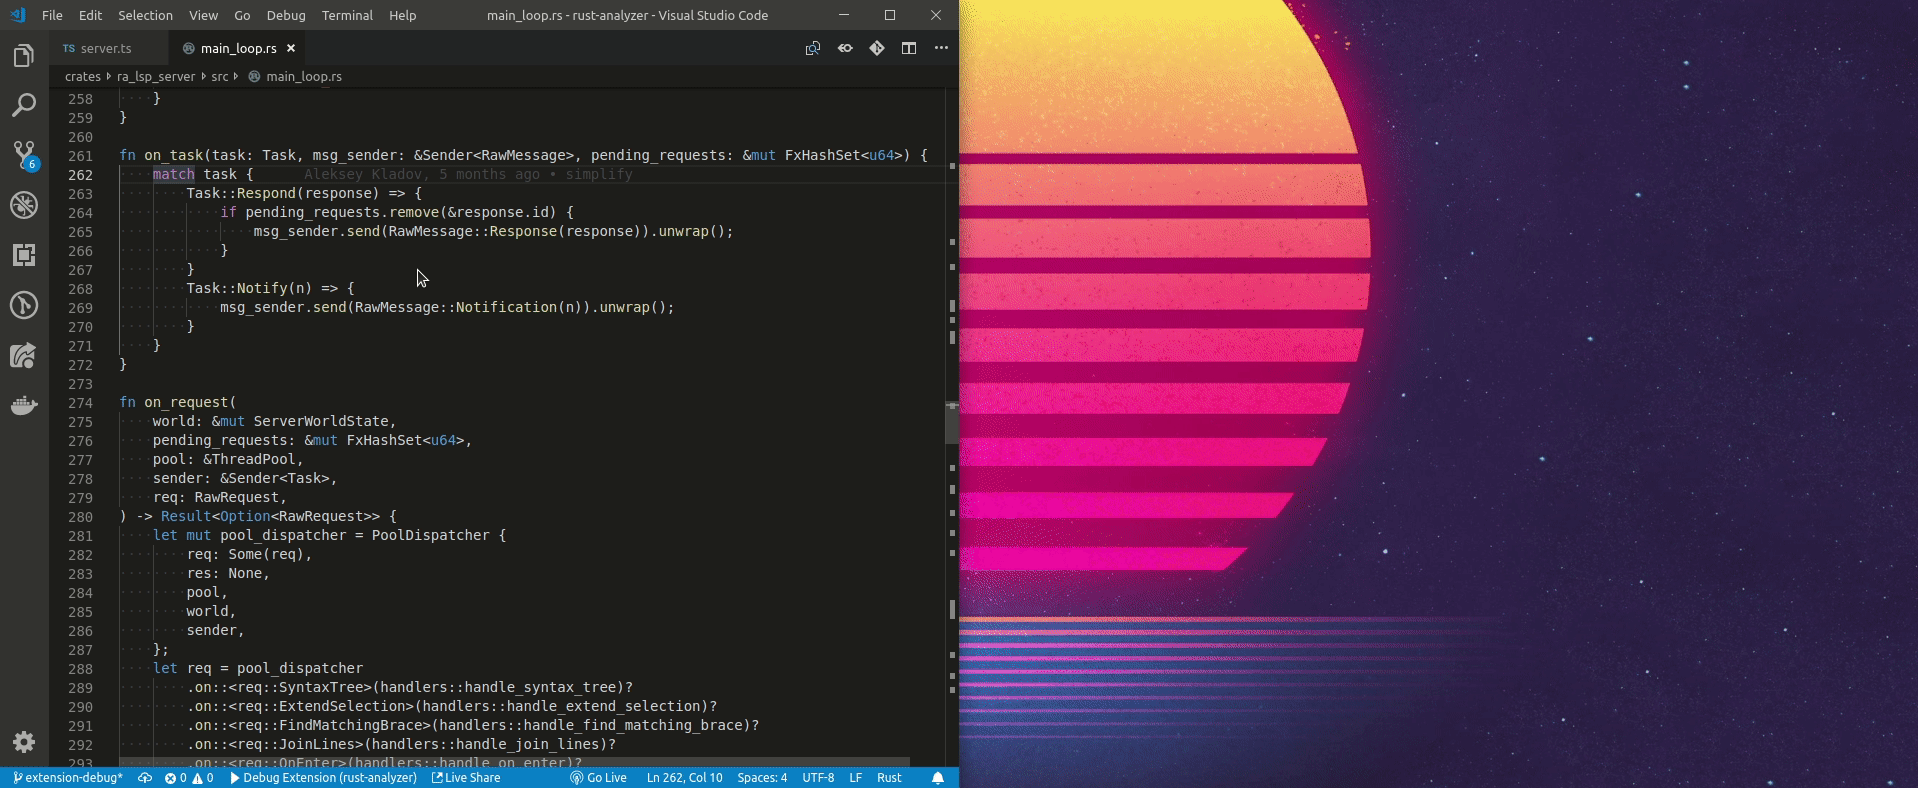 File Edit Selection View Go Debug Terminal Help main_loop.rs - rust-analyzer - Visual Studio Code
TS server.ts main_loop.rs
crates ra_lsp_server src main_loop.rs
258 }
259 }
260
261 fn on_task(task: Task, msg_sender: &Sender<RawMessage>, pending_requests: &mut FxHashSet<u64>) {
262 match task { Aleksey Kladov, 5 months ago • simplify
263 Task::Respond(response) => {
264 if pending_requests.remove(&response.id) {
265 msg_sender.send(RawMessage::Response(response)).unwrap();
266 }
267 }
268 Task::Notify(n) => {
269 msg_sender.send(RawMessage::Notification(n)).unwrap();
270 }
271 }
272 }
273
274 fn on_request(
275 world: &mut ServerWorldState,
276 pending_requests: &mut FxHashSet<u64>,
277 pool: &ThreadPool,
278 sender: &Sender<Task>,
279 req: RawRequest,
280 ) -> Result<Option<RawRequest>> {
281 let mut pool_dispatcher = PoolDispatcher {
282 req: Some(req),
283 res: None,
284 pool,
285 world,
286 sender,
287 };
288 let req = pool_dispatcher
289 .on::<req::SyntaxTree>(handlers::handle_syntax_tree)?
290 .on::<req::ExtendSelection>(handlers::handle_extend_selection)?
291 .on::<req::FindMatchingBrace>(handlers::handle_find_matching_brace)?
292 .on::<req::JoinLines>(handlers::handle_join_lines)?
293 .on::<req::OnEnter>(handlers::handle_on_enter)?
6
extension-debug* 0 0 Debug Extension (rust-analyzer) Live Share Go Live Ln 262, Col 10 Spaces: 4 UTF-8 LF Rust